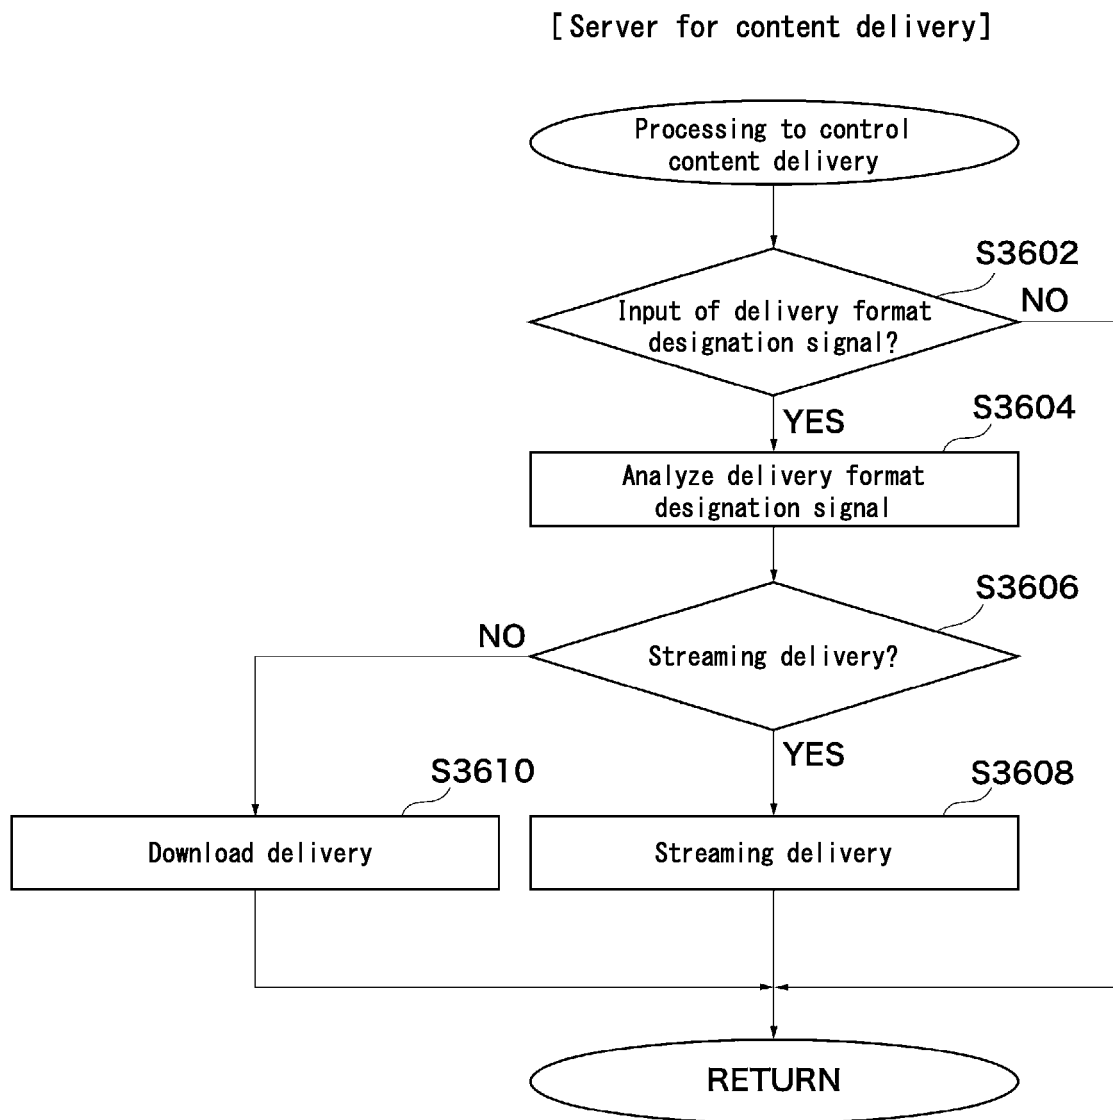 [Server for content delivery]
Processing to control
content delivery
S3602
NO
Input of delivery format
designation signal?
YES
S3604
Analyze delivery format
designation signal
S3606
NO
Streaming delivery?
YES
S3610
S3608
Download delivery
Streaming delivery
RETURN